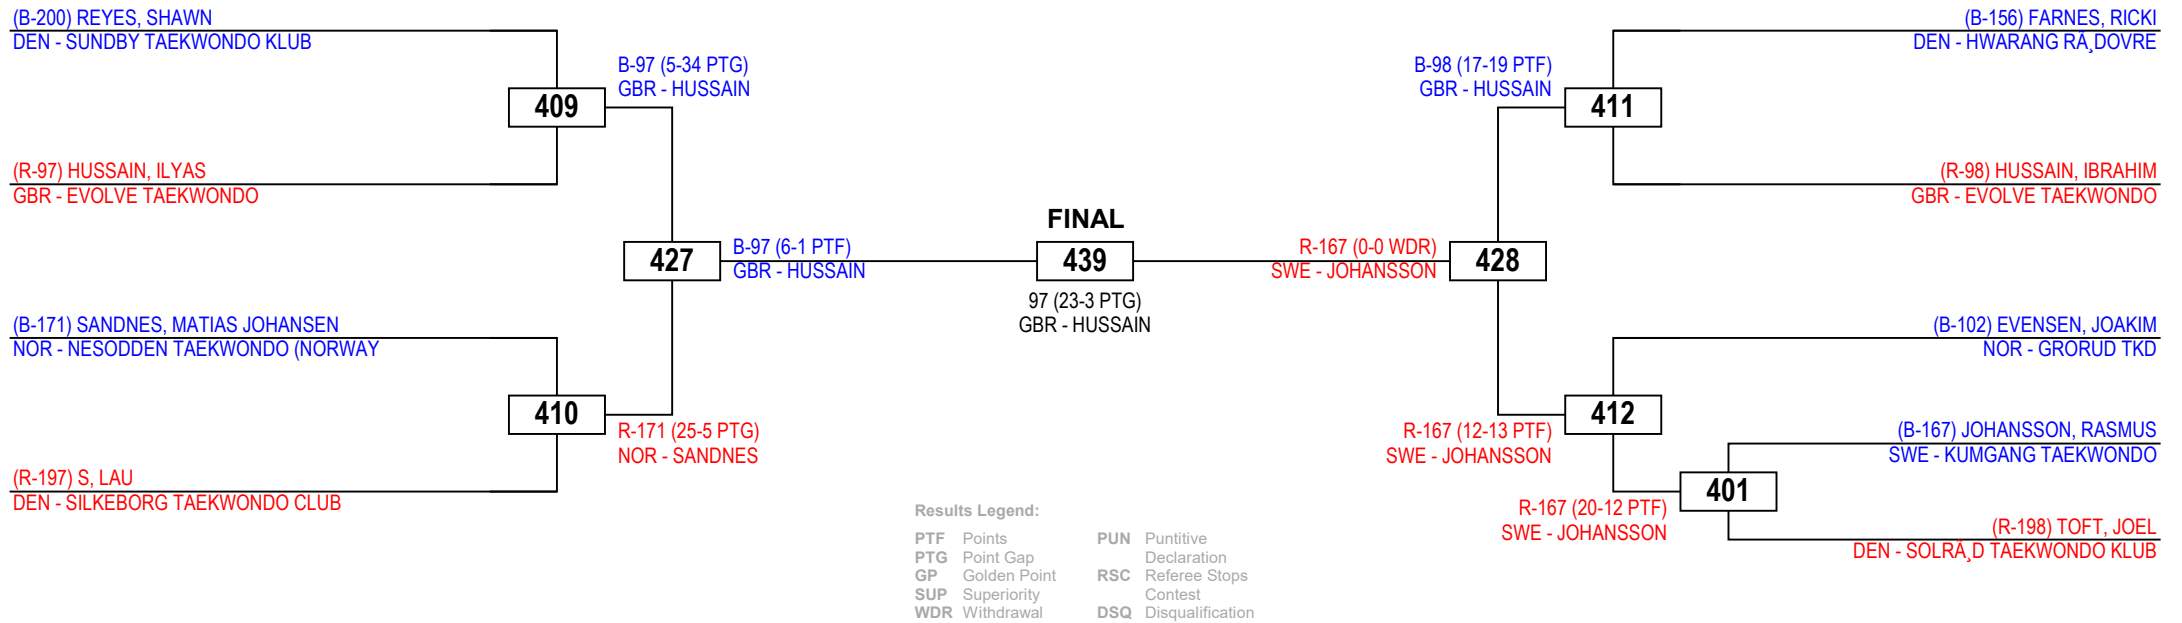 (B-200) REYES, SHAWN
DEN - SUNDBY TAEKWONDO KLUB
B-97 (5-34 PTG)
GBR - HUSSAIN
409
(R-97) HUSSAIN, ILYAS
GBR - EVOLVE TAEKWONDO
427
B-97 (6-1 PTF)
GBR - HUSSAIN
(B-171) SANDNES, MATIAS JOHANSEN
NOR - NESODDEN TAEKWONDO (NORWAY
410
R-171 (25-5 PTG)
NOR - SANDNES
(R-197) S, LAU
DEN - SILKEBORG TAEKWONDO CLUB
FINAL
439
97 (23-3 PTG)
GBR - HUSSAIN
(B-156) FARNES, RICKI
DEN - HWARANG RÃ¸DOVRE
B-98 (17-19 PTF)
GBR - HUSSAIN
411
(R-98) HUSSAIN, IBRAHIM
GBR - EVOLVE TAEKWONDO
R-167 (0-0 WDR)
SWE - JOHANSSON
428
(B-102) EVENSEN, JOAKIM
NOR - GRORUD TKD
412
R-167 (12-13 PTF)
SWE - JOHANSSON
(B-167) JOHANSSON, RASMUS
SWE - KUMGANG TAEKWONDO
401
R-167 (20-12 PTF)
SWE - JOHANSSON
(R-198) TOFT, JOEL
DEN - SOLRÃ¸D TAEKWONDO KLUB
Results Legend:
PTF Points
PTG Point Gap
GP Golden Point
SUP Superiority
WDR Withdrawal
PUN Puntitive
Declaration
RSC Referee Stops
Contest
DSQ Disqualification